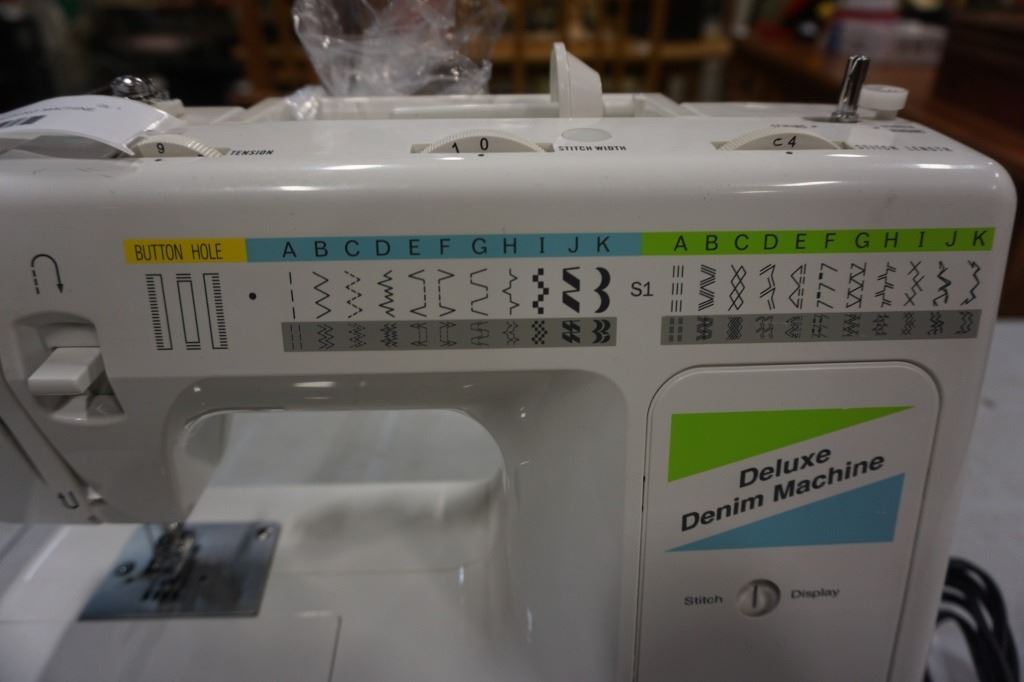 9 TENSION
1 0 STITCH WIDTH
c4 STITCH LENGTH
BUTTON HOLE A B C D E F G H I J K A B C D E F G H I J K
S1
Deluxe
Denim Machine
Stitch Display